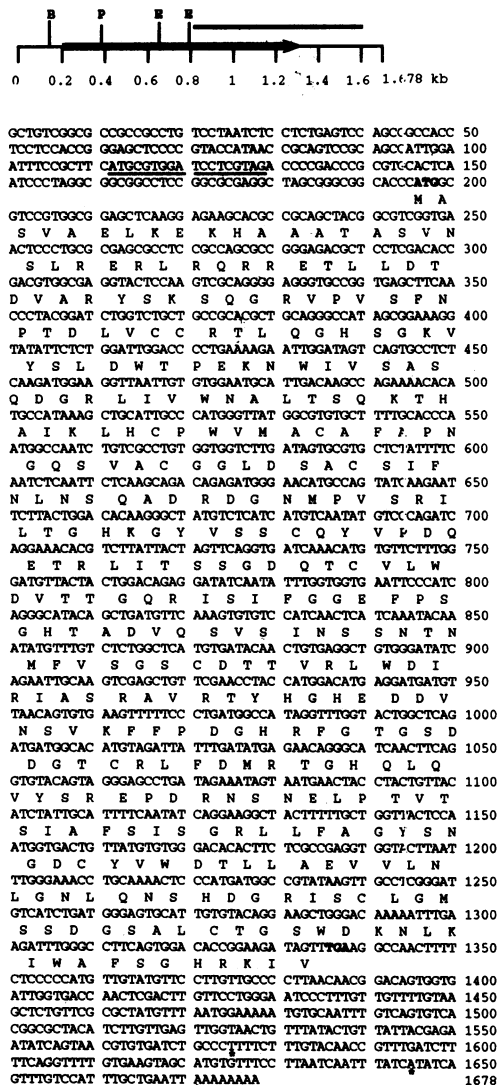 B P E E
0 0.2 0.4 0.6 0.8 1 1.2 1.4 1.6 1.678 kb
GCTGTCGGCG CCGCCGCCTG TCCTAATCTC CCTCTGAGTCC AGCCGCCACC 50
TCCTCCACCG GGAGCTCCCC GTACCATAAC CGCAGTCCGC AGCCATTGGA 100
ATTTCCGCTTC ATGCGTGGA TCCTCGTAGA CCCCGACCCG CGTGCACTCA 150
ATCCCTAGGC GGCGGCCTCC GGCGCGAGGC TAGCGGGCGG CACCCATGGC 200
M A
GTCCGTGGCG GAGCTCAAGG AGAAGCACGC CGCAGCTACG GCGTCGGTGA 250
S V A E L K E K H A A A T A S V N
ACTCCCTGCG CGAGCGCCTC CGCCAGCGCC GGGAGACGCT CCTCGACACC 300
S L R E R L R Q R R E T L L D T
GACGTGGCGA GGTACTCCAA GTCGCAGGGG AGGGTGCCGG TGAGCTTCAA 350
D V A R Y S K S Q G R V P V S F N
CCCTACGGAT CTGGTCTGCT GCCGCACGCT GCAGGGCCAT AGCGGAAAGG 400
P T D L V C C R T L Q G H S G K V
TATATTCTCT GGATTGGACC CCTGAAAAGA ATTGGATAGT CAGTGCCTCT 450
Y S L D W T P E K N W I V S A S
CAAGATGGAA GGTTAATTGT GTGGAATGCA TTGACAAGCC AGAAAACACA 500
Q D G R L I V W N A L T S Q K T H
TGCCATAAAG CTGCATTGCC CATGGGTTAT GGCGTGTGCT TTTGCACCCA 550
A I K L H C P W V M A C A F A P N
ATGGCCAATC TGTCGCCTGT GGTGGTCTTG ATAGTGCGTG CTCTATTTTC 600
G Q S V A C G G L D S A C S I F
AATCTCAATT CTCAAGCAGA CAGAGATGGG AACATGCCAG TATCAAGAAT 650
N L N S Q A D R D G N M P V S R I
TCTTACTGGA CACAAGGGCT ATGTCTCATC ATGTCAATAT GTCCCAGATC 700
L T G H K G Y V S S C Q Y V P D Q
AGGAAACACG TCTTATTACT AGTTCAGGTG ATCAAACATG TGTTCTTTGG 750
E T R L I T S S G D Q T C V L W
GATGTTACTA CTGGACAGAG GATATCAATA TTTGGTGGTG AATTCCCATC 800
D V T T G Q R I S I F G G E F P S
AGGGCATACA GCTGATGTTC AAAGTGTGTC CATCAACTCA TCAAATACAA 850
G H T A D V Q S V S I N S S N T N
ATATGTTTGT CTCTGGCTCA TGTGATACAA CTGTGAGGCT GTGGGATATC 900
M F V S G S C D T T V R L W D I
AGAATTGCAA GTCGAGCTGT TCGAACCTAC CATGGACATG AGGATGATGT 950
R I A S R A V R T Y H G H E D D V
TAACAGTGTG AAGTTTTTCC CTGATGGCCA TAGGTTTGGT ACTGGCTCAG 1000
N S V K F F P D G H R F G T G S D
ATGATGGCAC ATGTAGATTA TTTGATATGA GAACAGGGCA TCAACTTCAG 1050
D G T C R L F D M R T G H Q L Q
GTGTACAGTA GGGAGCCTGA TAGAAATAGT AATGAACTAC CTACTGTTAC 1100
V Y S R E P D R N S N E L P T V T
ATCTATTGCA TTTTCAATAT CAGGAAGGCT ACTTTTTGCT GGTTACTCCA 1150
S I A F S I S G R L L F A G Y S N
ATGGTGACTG TTATGTGTGG GACACACTTC TCGCCGAGGT GGTACTTAAT 1200
G D C Y V W D T L L A E V V L N
TTGGGAAACC TGCAAAACTC CCATGATGGC CGTATAAGTT GCCTCGGGAT 1250
L G N L Q N S H D G R I S C L G M
GTCATCTGAT GGGAGTGCAT TGTGTACAGG AAGCTGGGAC AAAAATTTGA 1300
S S D G S A L C T G S W D K N L K
AGATTTGGGC CTTCAGTGGA CACCGGAAGA TAGTTTGAAG GCCAACTTTT 1350
I W A F S G H R K I V
CTCCCCCATG TTGTATGTTC CTTGTTGCCC CTTAACAACG GACAGTGGTG 1400
ATTGGTGACC AACTCGACTT GTTCCTGGGA ATCCCTTTGT TGTTTTGTAA 1450
GCTCTGTTCG CGCTATGTTT AATGGAAAAA TGTGCAATTT GTCAGTGTCA 1500
CGGCGCTACA TCTTGTTGAG TTGGTAACTG TTTATACTGT TATTACGAGA 1550
ATATCAGTAA CGTGTGATCT GCCCTTTTCT TTGTACAACC GTTTGATCTT 1600
TTCAGGTTTT GTGAAGTAGC ATGTGTTTCC TTAATCAATT TATCATATCA 1650
GTTTGTCCAT TTGCTGAATT AAAAAAAA 1678